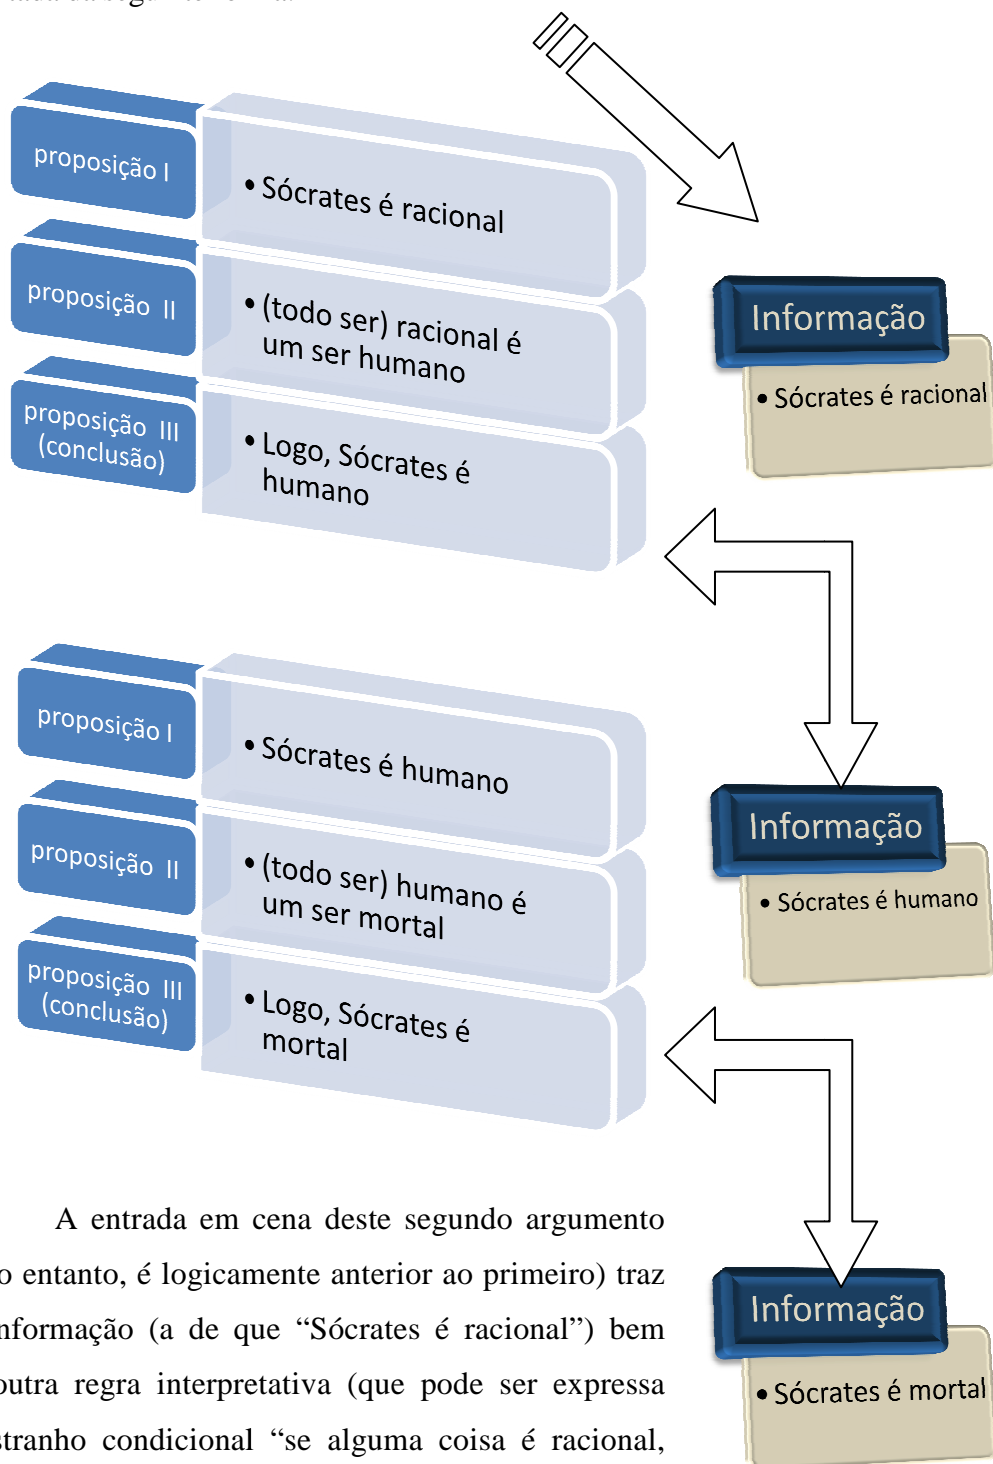 proposição I
• Sócrates é racional
proposição II
• (todo ser) racional é
um ser humano
proposição III
(conclusão)
• Logo, Sócrates é
humano
Informação
• Sócrates é racional
proposição I
• Sócrates é humano
proposição II
• (todo ser) humano é
um ser mortal
proposição III
(conclusão)
• Logo, Sócrates é
mortal
Informação
• Sócrates é humano
A entrada em cena deste segundo argumento
o entanto, é logicamente anterior ao primeiro) traz
nformação (a de que “Sócrates é racional”) bem
outra regra interpretativa (que pode ser expressa
stranho condicional “se alguma coisa é racional,
Informação
• Sócrates é mortal